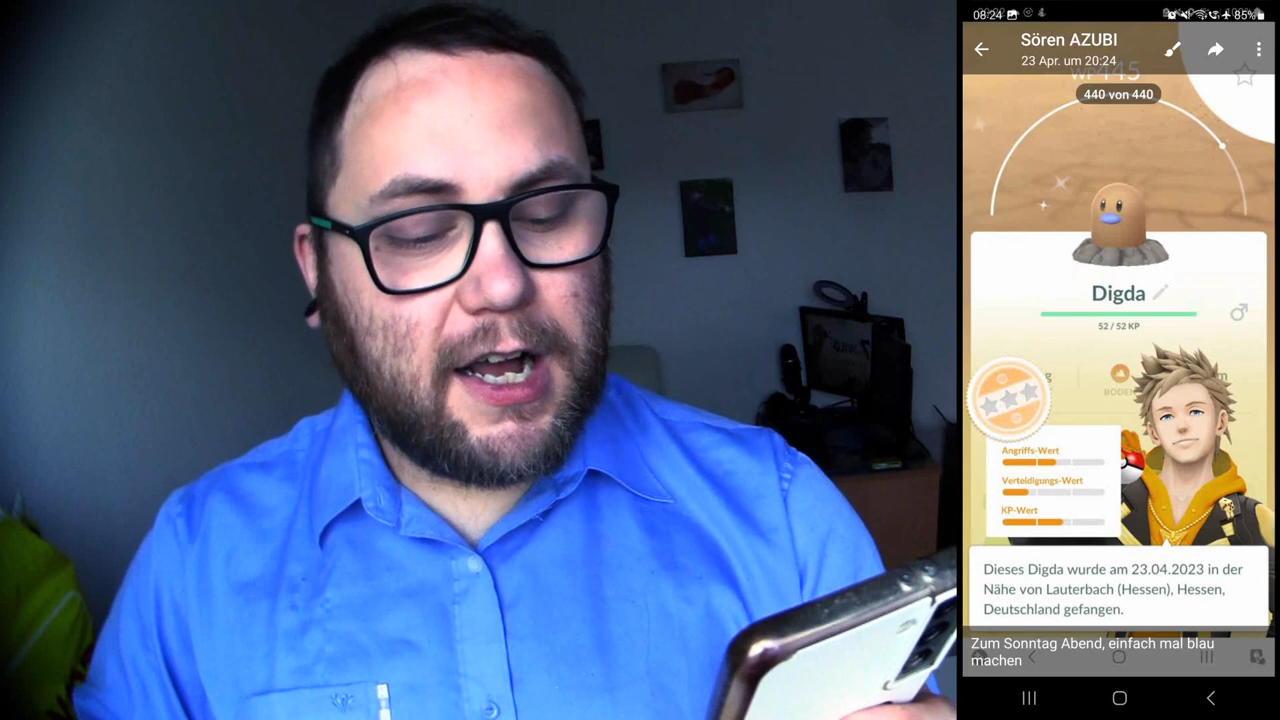 08:24
85%
Sören AZUBI
23 Apr. um 20:24
WP445
440 von 440
Digda
52 / 52 KP
BODEN
Angriffs-Wert
Verteidigungs-Wert
KP-Wert
Dieses Digda wurde am 23.04.2023 in der
Nähe von Lauterbach (Hessen), Hessen,
Deutschland gefangen.
Zum Sonntag Abend, einfach mal blau
machen